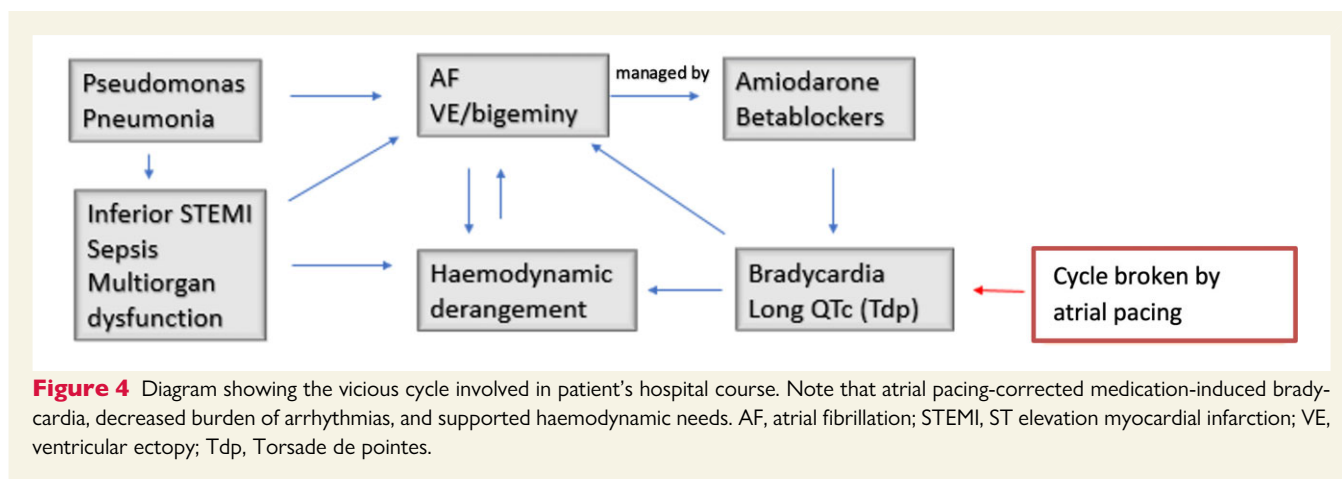 Pseudomonas
Pneumonia
AF
VE/bigeminy
managed by
Amiodarone
Betablockers
Inferior STEMI
Sepsis
Multiorgan
dysfunction
Haemodynamic
derangement
Bradycardia
Long QTc (Tdp)
Cycle broken by
atrial pacing
Figure 4 Diagram showing the vicious cycle involved in patient's hospital course. Note that atrial pacing-corrected medication-induced brady-
cardia, decreased burden of arrhythmias, and supported haemodynamic needs. AF, atrial fibrillation; STEMI, ST elevation myocardial infarction; VE,
ventricular ectopy; Tdp, Torsade de pointes.